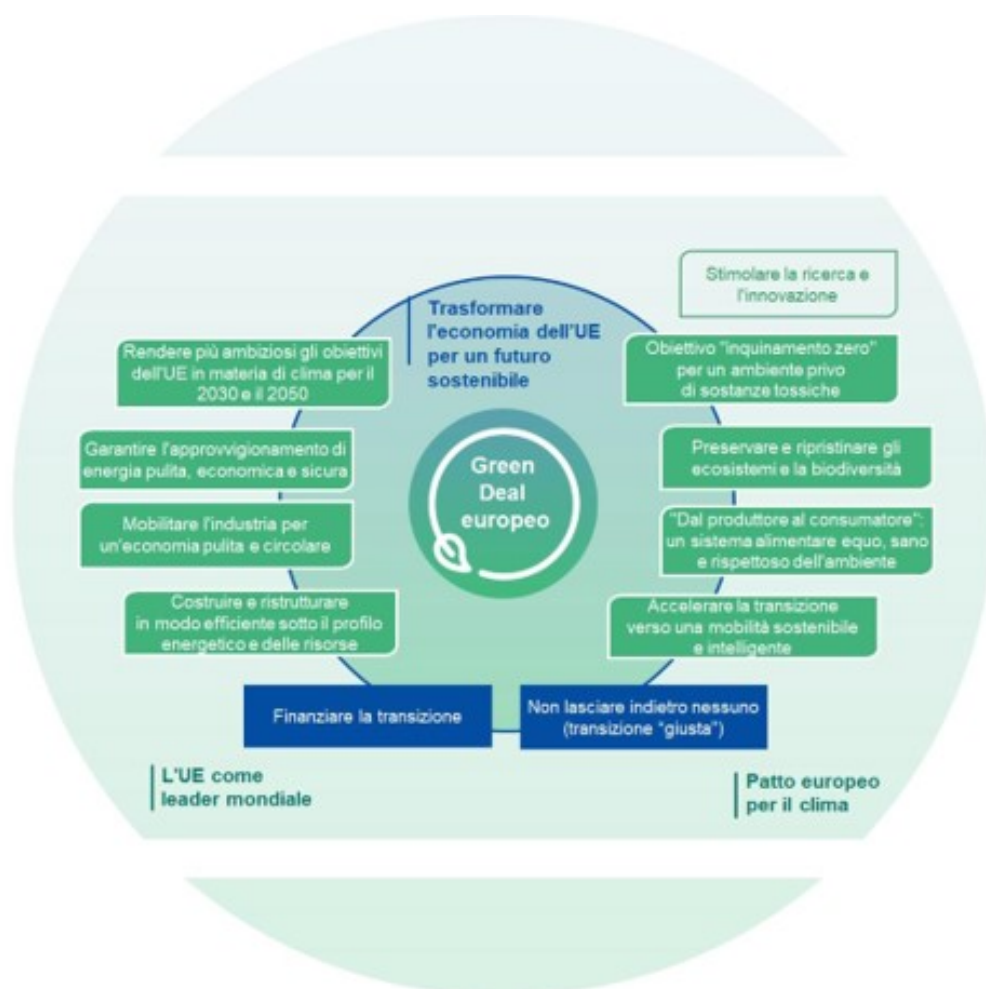 Stimolare la ricerca e
l'innovazione
Trasformare
l'economia dell'UE
per un futuro
sostenibile
Rendere più ambiziosi gli obiettivi
dell'UE in materia di clima per il
2030 e il 2050
Obiettivo "inquinamento zero"
per un ambiente privo
di sostanze tossiche
Garantire l'approvvigionamento di
energia pulita, economica e sicura
Preservare e ripristinare gli
ecosistemi e la biodiversità
Green
Deal
europeo
Mobilitare l'industria per
un'economia pulita e circolare
"Dal produttore al consumatore":
un sistema alimentare equo, sano
e rispettoso dell'ambiente
Costruire e ristrutturare
in modo efficiente sotto il profilo
energetico e delle risorse
Accelerare la transizione
verso una mobilità sostenibile
e intelligente
Finanziare la transizione
Non lasciare indietro nessuno
(transizione "giusta")
L'UE come
leader mondiale
Patto europeo
per il clima